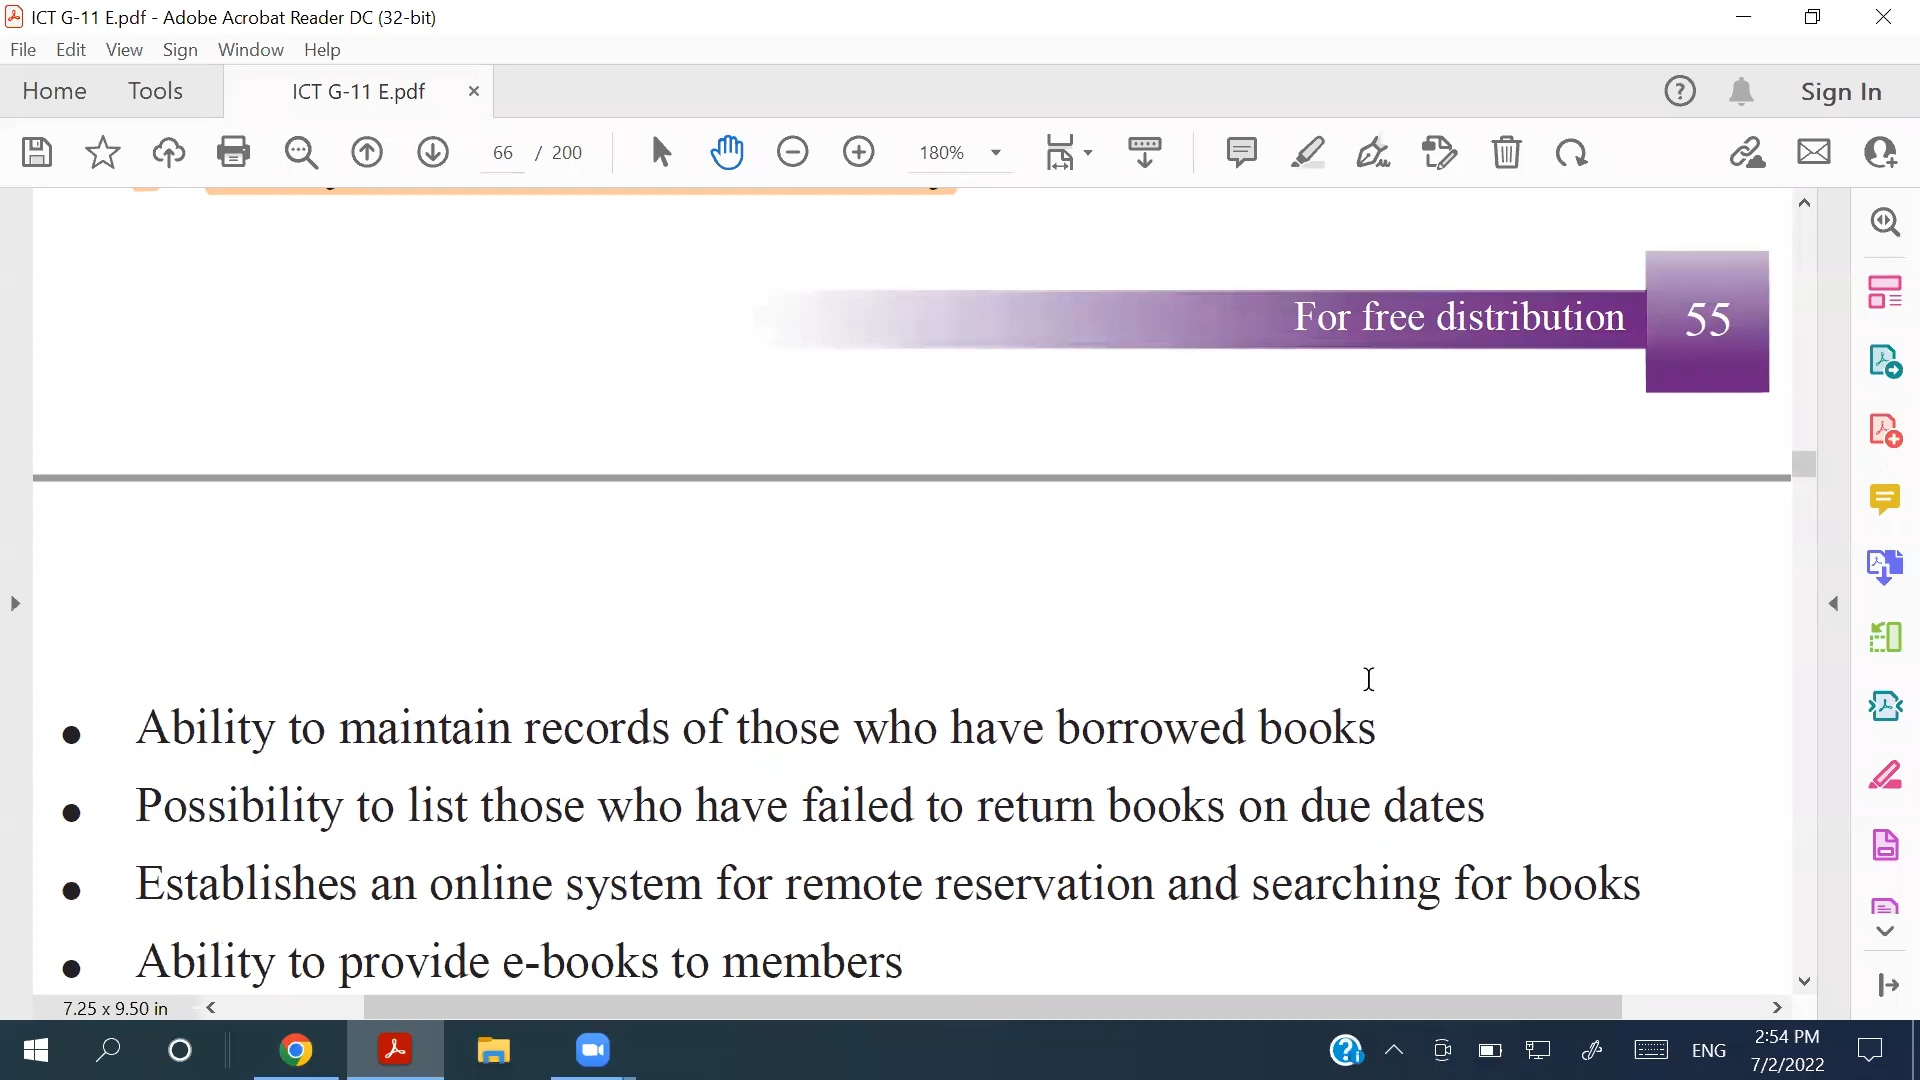 ICT G-11 E.pdf - Adobe Acrobat Reader DC (32-bit)
File Edit View Sign Window Help
Home Tools ICT G-11 E.pdf × Sign In
66 / 200 180%
For free distribution 55
• Ability to maintain records of those who have borrowed books
• Possibility to list those who have failed to return books on due dates
• Establishes an online system for remote reservation and searching for books
• Ability to provide e-books to members
7.25 x 9.50 in
ENG 2:54 PM
7/2/2022